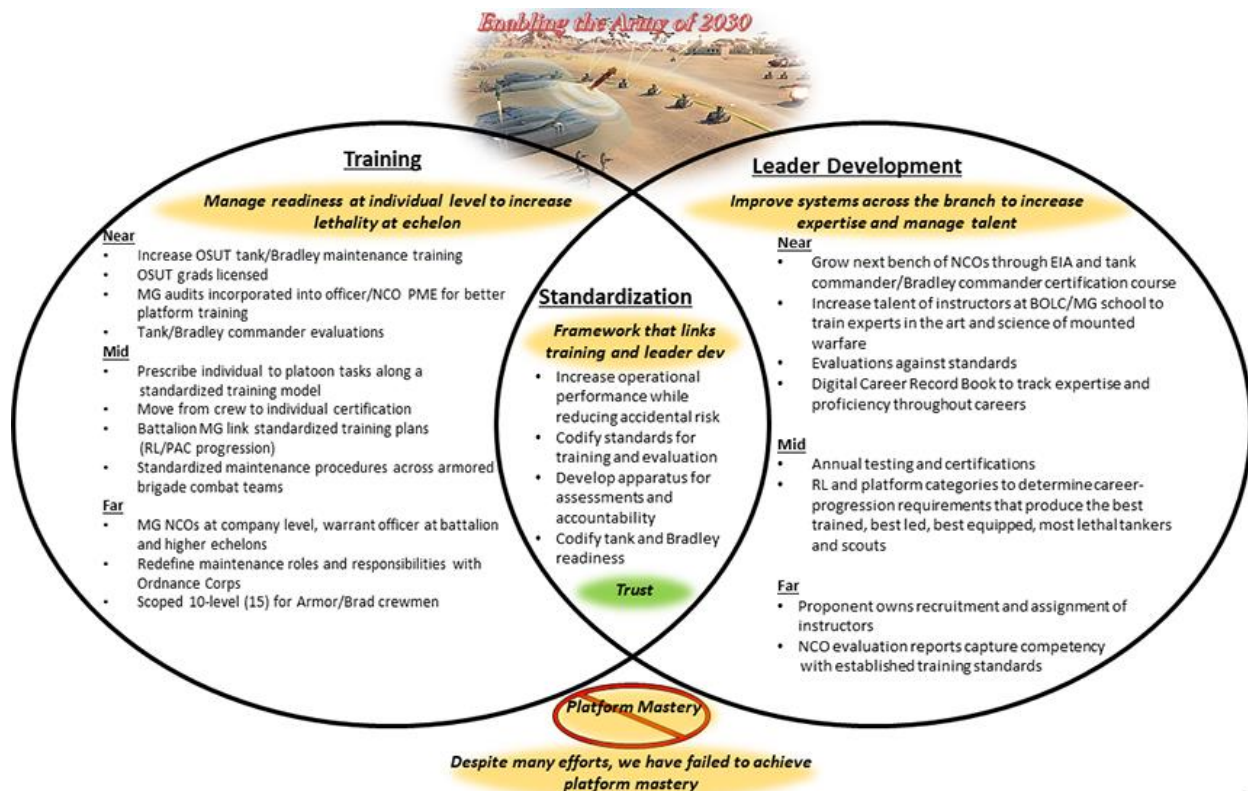 Enabling the Army of 2030
Training
Manage readiness at individual level to increase
lethality at echelon
Near
• Increase OSUT tank/Bradley maintenance training
• OSUT grads licensed
• MG audits incorporated into officer/NCO PME for better
platform training
• Tank/Bradley commander evaluations
Mid
• Prescribe individual to platoon tasks along a
standardized training model
• Move from crew to individual certification
• Battalion MG link standardized training plans
(RL/PAC progression)
• Standardized maintenance procedures across armored
brigade combat teams
Far
• MG NCOs at company level, warrant officer at battalion
and higher echelons
• Redefine maintenance roles and responsibilities with
Ordnance Corps
• Scoped 10-level (15) for Armor/Brad crewmen
Standardization
Framework that links
training and leader dev
• Increase operational
performance while
reducing accidental risk
• Codify standards for
training and evaluation
• Develop apparatus for
assessments and
accountability
• Codify tank and Bradley
readiness
Trust
Leader Development
Improve systems across the branch to increase
expertise and manage talent
Near
• Grow next bench of NCOs through EIA and tank
commander/Bradley commander certification course
• Increase talent of instructors at BOLC/MG school to
train experts in the art and science of mounted
warfare
• Evaluations against standards
• Digital Career Record Book to track expertise and
proficiency throughout careers
Mid
• Annual testing and certifications
• RL and platform categories to determine career-
progression requirements that produce the best
trained, best led, best equipped, most lethal tankers
and scouts
Far
• Proponent owns recruitment and assignment of
instructors
• NCO evaluation reports capture competency
with established training standards
Platform Mastery
Despite many efforts, we have failed to achieve
platform mastery